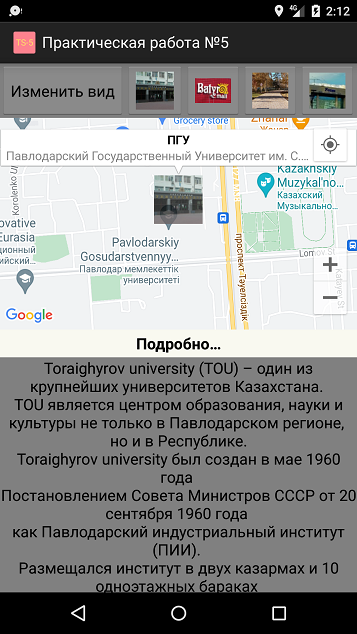 2:12
TS-5 Практическая работа №5
Изменить вид
Batyr mall
Grocery store
ПГУ
Павлодарский Государственный Университет им. С....
Korolenko Ul
Kazakhskiy
Muzykal'no...
Казахский
Музыкально...
Pavlodarskiy
Gosudarstvennyy...
Павлодар мемлекеттік
университеті
проспект Тәуелсіздік
Lomov
Google
Подробно...
Toraighyrov university (TOU) – один из
крупнейших университетов Казахстана.
TOU является центром образования, науки и
культуры не только в Павлодарском регионе,
но и в Республике.
Toraighyrov university был создан в мае 1960
года
Постановлением Совета Министров СССР от 20
сентября 1960 года
как Павлодарский индустриальный институт
(ПИИ).
Размещался институт в двух казармах и 10
одноэтажных бараках